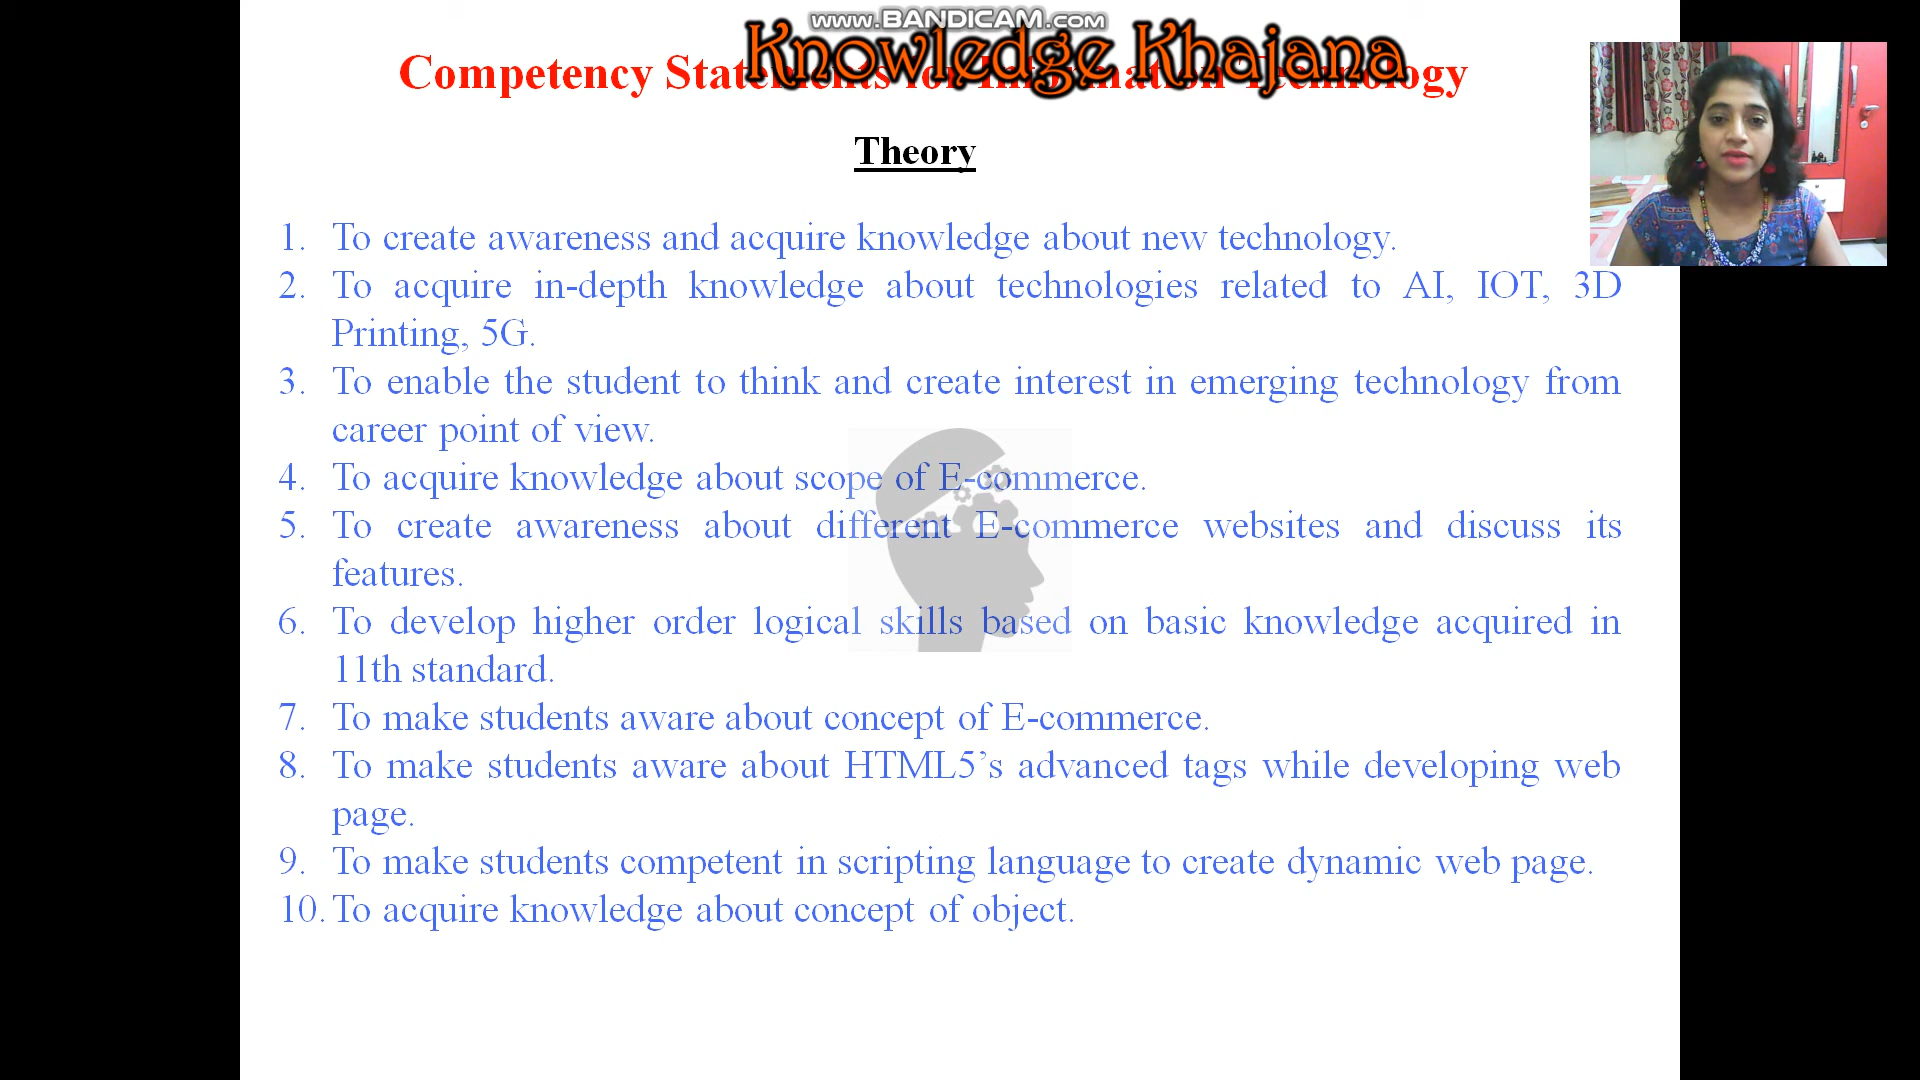 www.BANDICAM.com
Knowledge Khajana
Competency Statements for Information Technology
Theory
1. To create awareness and acquire knowledge about new technology.
2. To acquire in-depth knowledge about technologies related to AI, IOT, 3D
Printing, 5G.
3. To enable the student to think and create interest in emerging technology from
career point of view.
4. To acquire knowledge about scope of E-commerce.
5. To create awareness about different E-commerce websites and discuss its
features.
6. To develop higher order logical skills based on basic knowledge acquired in
11th standard.
7. To make students aware about concept of E-commerce.
8. To make students aware about HTML5’s advanced tags while developing web
page.
9. To make students competent in scripting language to create dynamic web page.
10. To acquire knowledge about concept of object.